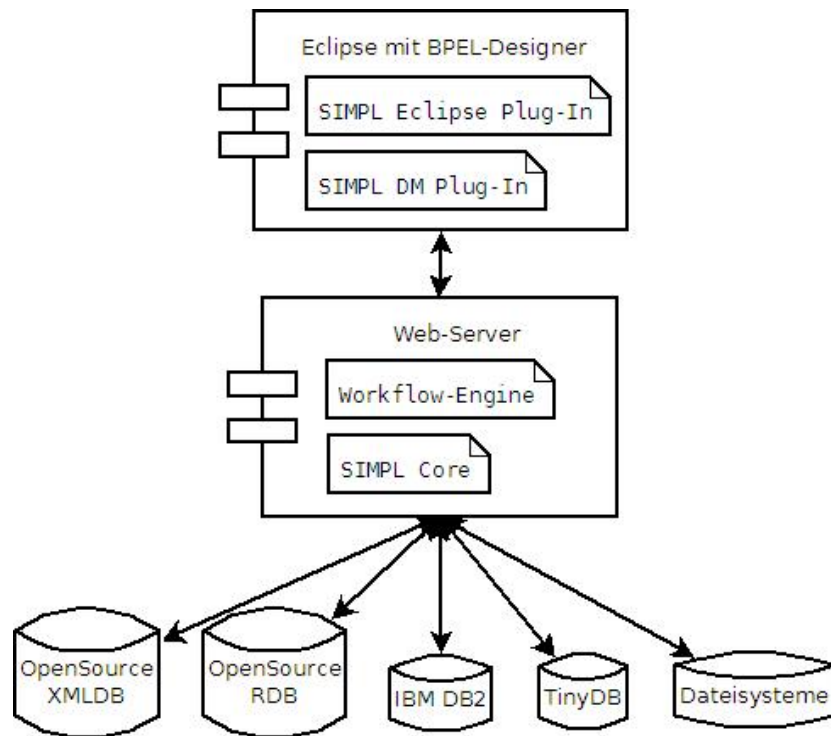 Eclipse mit BPEL-Designer
SIMPL Eclipse Plug-In
SIMPL DM Plug-In
Web-Server
Workflow-Engine
SIMPL Core
OpenSource
XMLDB
OpenSource
RDB
IBM DB2
TinyDB
Dateisysteme